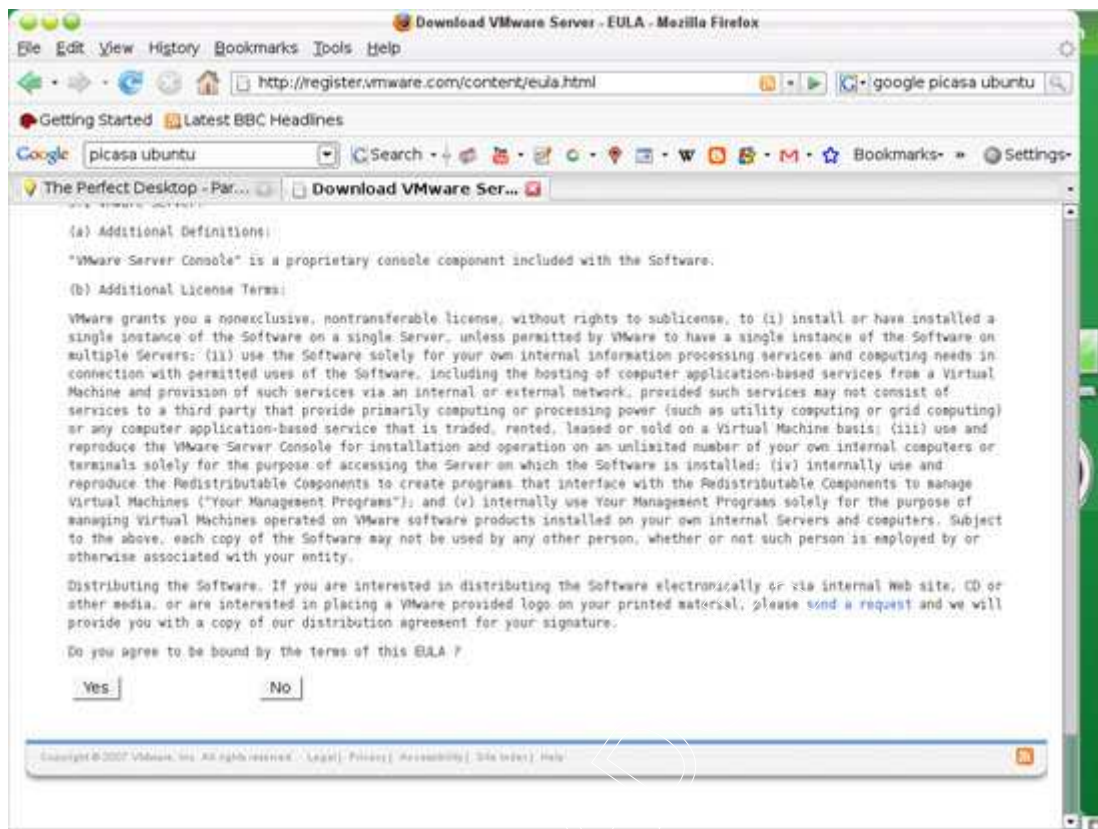 Download VMware Server - EULA - Mozilla Firefox
File Edit View History Bookmarks Tools Help
http://register.vmware.com/content/eula.html
google picasa ubuntu
Getting Started Latest BBC Headlines
Google picasa ubuntu Search Bookmarks Settings
The Perfect Desktop - Par... Download VMware Ser...
VMware Server.
(a) Additional Definitions:
"VMware Server Console" is a proprietary console component included with the Software.
(b) Additional License Terms:
VMware grants you a nonexclusive, nontransferable license, without rights to sublicense, to (i) install or have installed a
single instance of the Software on a single Server, unless permitted by VMware to have a single instance of the Software on
multiple Servers; (ii) use the Software solely for your own internal information processing services and computing needs in
connection with permitted uses of the Software, including the hosting of computer application-based services from a Virtual
Machine and provision of such services via an internal or external network, provided such services may not consist of
services to a third party that provide primarily computing or processing power (such as utility computing or grid computing)
or any computer application-based service that is traded, rented, leased or sold on a Virtual Machine basis; (iii) use and
reproduce the VMware Server Console for installation and operation on an unlimited number of your own internal computers or
terminals solely for the purpose of accessing the Server on which the Software is installed; (iv) internally use and
reproduce the Redistributable Components to create programs that interface with the Redistributable Components to manage
Virtual Machines ("Your Management Programs"); and (v) internally use Your Management Programs solely for the purpose of
managing Virtual Machines operated on VMware software products installed on your own internal Servers and computers. Subject
to the above, each copy of the Software may not be used by any other person, whether or not such person is employed by or
otherwise associated with your entity.
Distributing the Software. If you are interested in distributing the Software electronically or via internal Web site, CD or
other media, or are interested in placing a VMware provided logo on your printed material, please send a request and we will
provide you with a copy of our distribution agreement for your signature.
Do you agree to be bound by the terms of this EULA ?
Yes No
Copyright © 2007 VMware, Inc. All rights reserved. Legal | Privacy | Accessibility | Site Index | Help